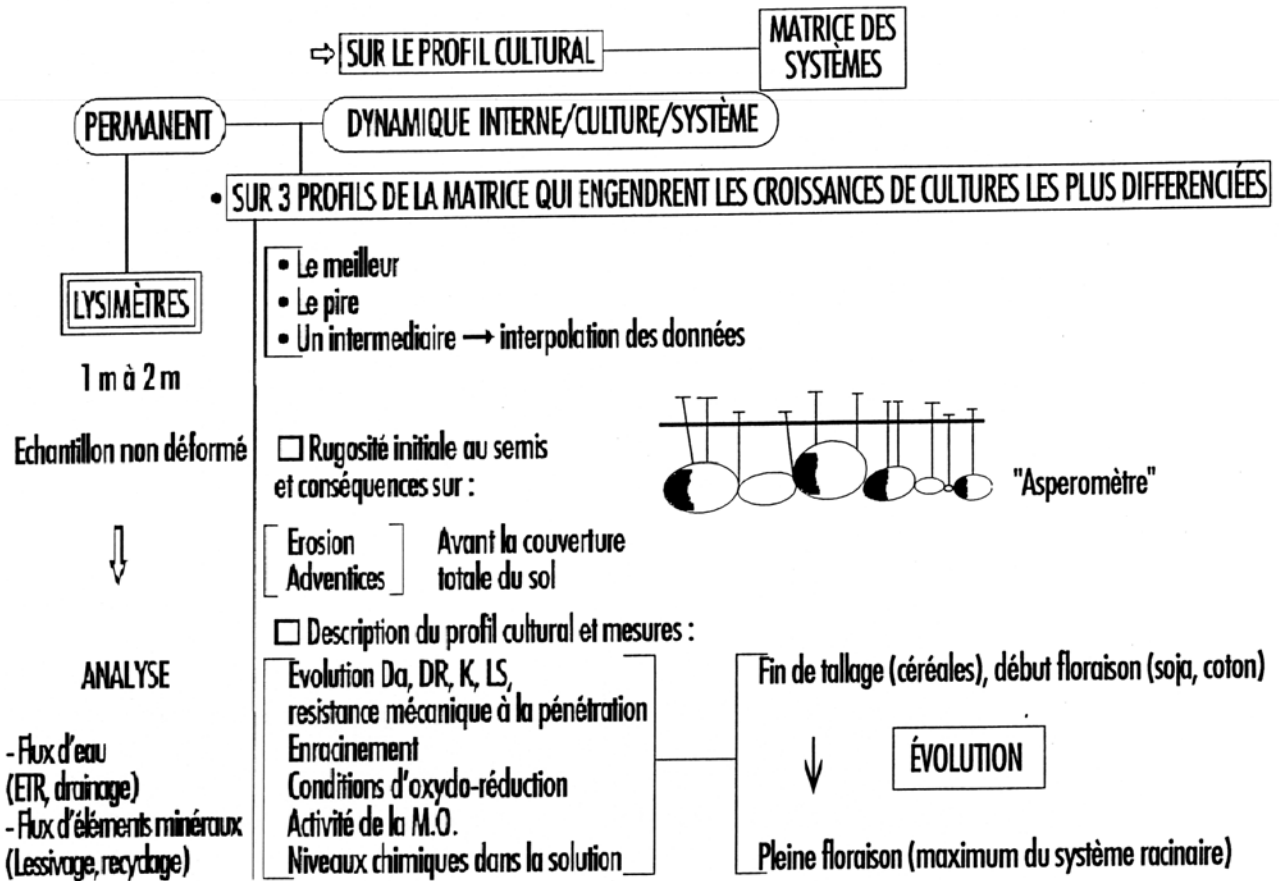 ⇨ SUR LE PROFIL CULTURAL
MATRICE DES
SYSTÈMES
PERMANENT
DYNAMIQUE INTERNE/CULTURE/SYSTÈME
• SUR 3 PROFILS DE LA MATRICE QUI ENGENDRENT LES CROISSANCES DE CULTURES LES PLUS DIFFERENCIÉES
LYSIMÈTRES
1 m à 2 m
Echantillon non déformé
ANALYSE
- Flux d'eau
(ETR, drainage)
- Flux d'éléments minéraux
(Lessivage, recyclage)
• Le meilleur
• Le pire
• Un intermediaire → interpolation des données
□ Rugosité initiale au semis
et conséquences sur :
"Asperomètre"
Erosion
Adventices
Avant la couverture
totale du sol
□ Description du profil cultural et mesures :
Evolution Da, DR, K, LS,
resistance mécanique à la pénétration
Enracinement
Conditions d'oxydo-réduction
Activité de la M.O.
Niveaux chimiques dans la solution
Fin de tallage (céréales), début floraison (soja, coton)
ÉVOLUTION
Pleine floraison (maximum du système racinaire)